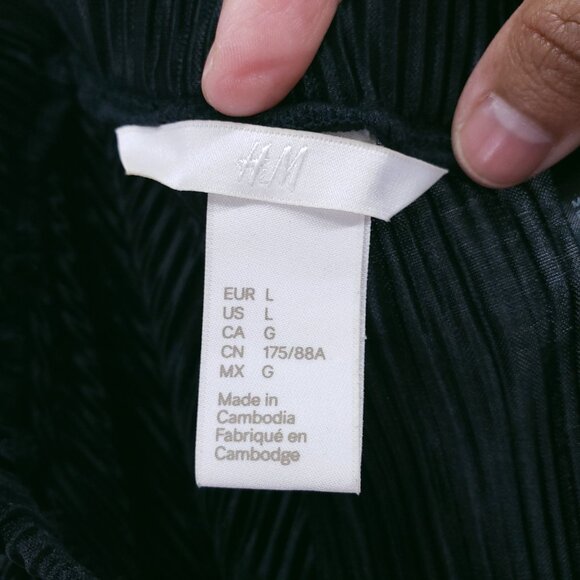 H&M
EUR L
US L
CA G
CN 175/88A
MX G
Made in
Cambodia
Fabriqué en
Cambodge